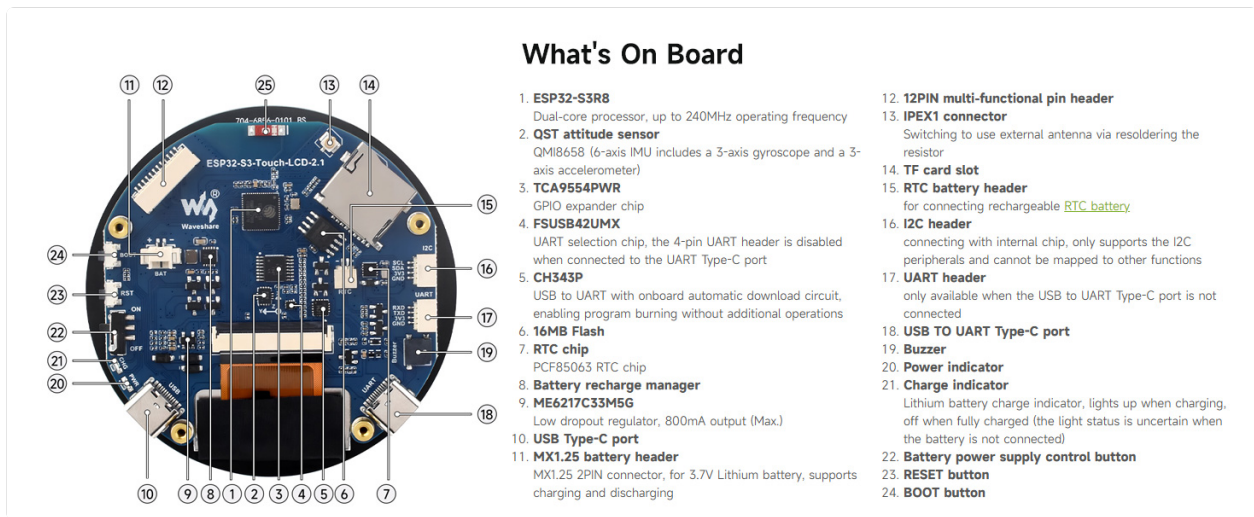 What's On Board
11
12
25
13
14
704-6856-0101 BS
ESP32-S3-Touch-LCD-2.1
Waveshare
15
24
BOOT
BAT
I2C
SCL
SDA
3V3
GND
16
23
RST
RTC
UART
ON
RXD
TXD
3V3
GND
17
22
OFF
Buzzer
19
21
CHG
20
PWR
USB
UART
18
10
9
8
1
2
3
4
5
6
7
1. ESP32-S3R8
Dual-core processor, up to 240MHz operating frequency
2. QST attitude sensor
QMI8658 (6-axis IMU includes a 3-axis gyroscope and a 3-
axis accelerometer)
3. TCA9554PWR
GPIO expander chip
4. FSUSB42UMX
UART selection chip, the 4-pin UART header is disabled
when connected to the UART Type-C port
5. CH343P
USB to UART with onboard automatic download circuit,
enabling program burning without additional operations
6. 16MB Flash
7. RTC chip
PCF85063 RTC chip
8. Battery recharge manager
9. ME6217C33M5G
Low dropout regulator, 800mA output (Max.)
10. USB Type-C port
11. MX1.25 battery header
MX1.25 2PIN connector, for 3.7V Lithium battery, supports
charging and discharging
12. 12PIN multi-functional pin header
13. IPEX1 connector
Switching to use external antenna via resoldering the
resistor
14. TF card slot
15. RTC battery header
for connecting rechargeable RTC battery
16. I2C header
connecting with internal chip, only supports the I2C
peripherals and cannot be mapped to other functions
17. UART header
only available when the USB to UART Type-C port is not
connected
18. USB TO UART Type-C port
19. Buzzer
20. Power indicator
21. Charge indicator
Lithium battery charge indicator, lights up when charging,
off when fully charged (the light status is uncertain when
the battery is not connected)
22. Battery power supply control button
23. RESET button
24. BOOT button